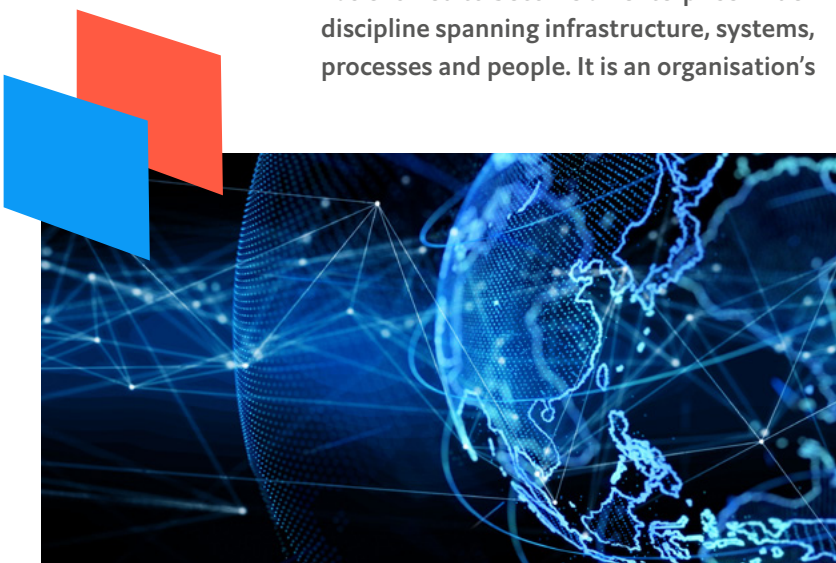 discipline spanning infrastructure, systems,
processes and people. It is an organisation's